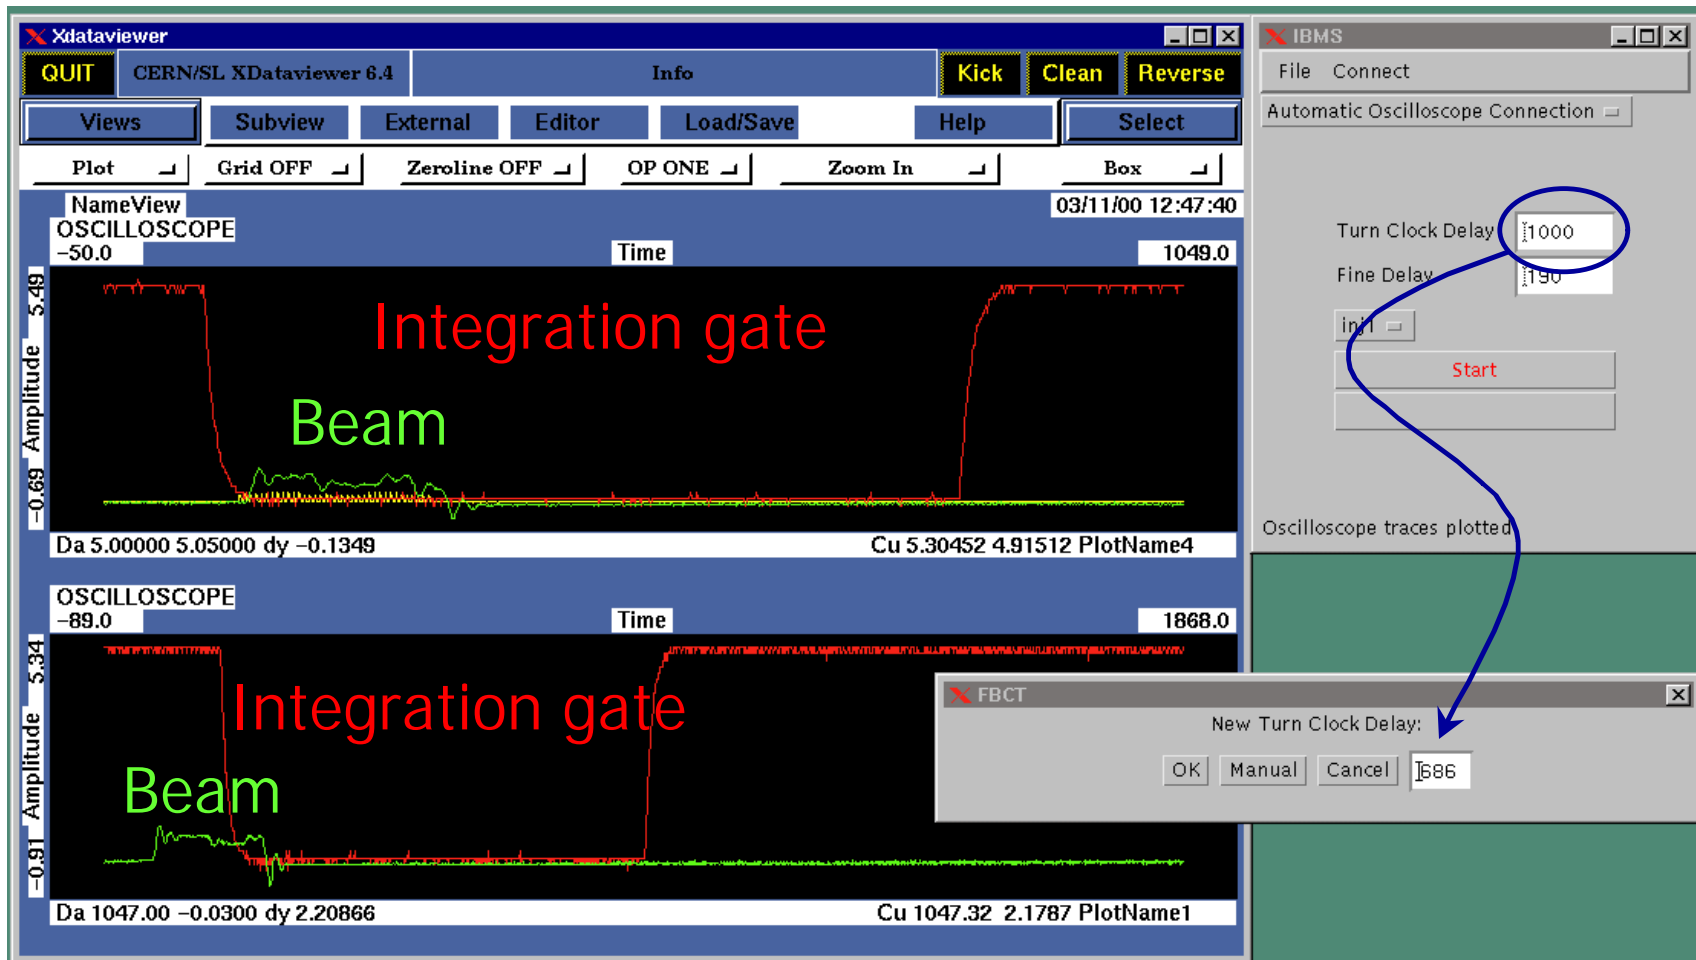 Xdataviewer
QUIT CERN/SL XDataviewer 6.4 Info Kick Clean Reverse
Views Subview External Editor Load/Save Help Select
Plot Grid OFF Zeroline OFF OP ONE Zoom In Box
NameView 03/11/00 12:47:40
OSCILLOSCOPE
-50.0 Time 1049.0
-0.69 Amplitude 5.49
Integration gate
Beam
Da 5.00000 5.05000 dy -0.1349 Cu 5.30452 4.91512 PlotName4
OSCILLOSCOPE
-89.0 Time 1868.0
-0.91 Amplitude 5.34
Integration gate
Beam
Da 1047.00 -0.0300 dy 2.20866 Cu 1047.32 2.1787 PlotName1
IBMS
File Connect
Automatic Oscilloscope Connection
Turn Clock Delay 1000
Fine Delay 190
inj1
Start
Oscilloscope traces plotted
FBCT
New Turn Clock Delay:
OK Manual Cancel 686